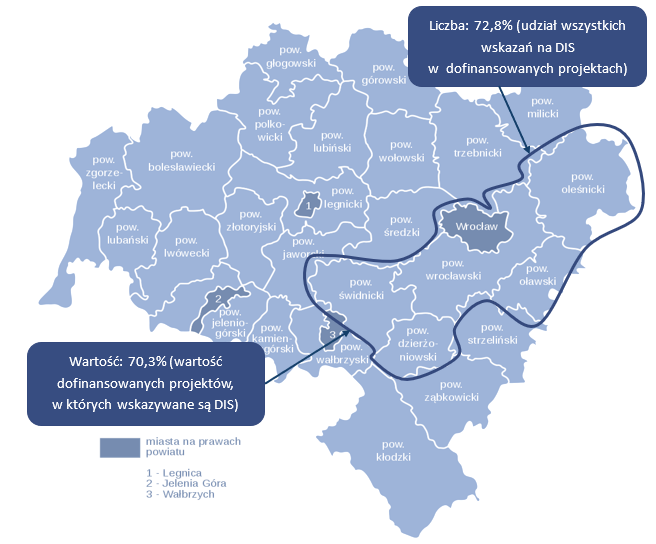 Liczba: 72,8% (udział wszystkich
wskazań na DIS
w dofinansowanych projektach)
pow.
głogowski
pow.
górowski
pow.
milicki
pow.
polko-
wicki
pow.
lubiński
pow.
wołowski
pow.
trzebnicki
pow.
zgorze-
lecki
pow.
bolesławiecki
pow.
oleśnicki
1
pow.
legnicki
pow.
lubański
pow.
lwówecki
pow.
złotoryjski
pow.
średzki
Wrocław
pow.
jaworski
pow.
wrocławski
pow.
oławski
pow.
świdnicki
2
pow.
jelenio-
górski
pow.
kamien-
górski
3
pow.
wałbrzyski
pow.
dzierżo-
niowski
pow.
strzeliński
pow.
ząbkowicki
pow.
kłodzki
Wartość: 70,3% (wartość
dofinansowanych projektów,
w których wskazywane są DIS)
miasta na prawach
powiatu
1 - Legnica
2 - Jelenia Góra
3 - Wałbrzych